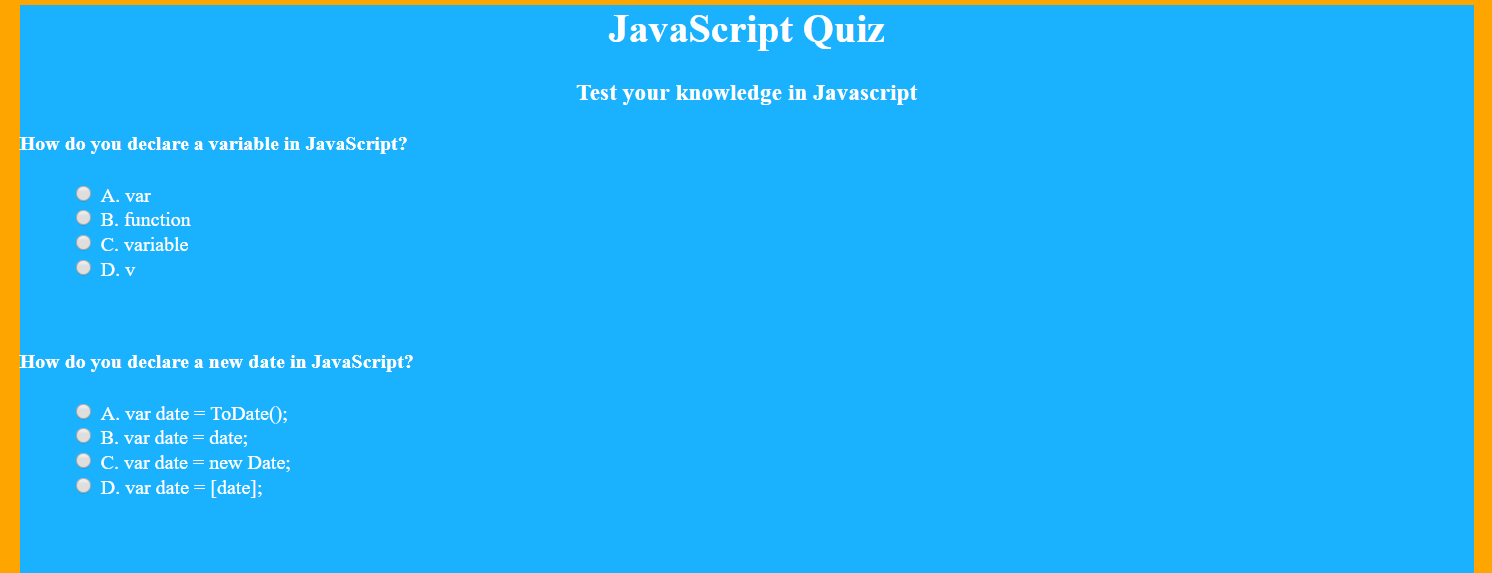 JavaScript Quiz
Test your knowledge in Javascript
How do you declare a variable in JavaScript?
A. var
B. function
C. variable
D. v
How do you declare a new date in JavaScript?
A. var date = ToDate();
B. var date = date;
C. var date = new Date;
D. var date = [date];